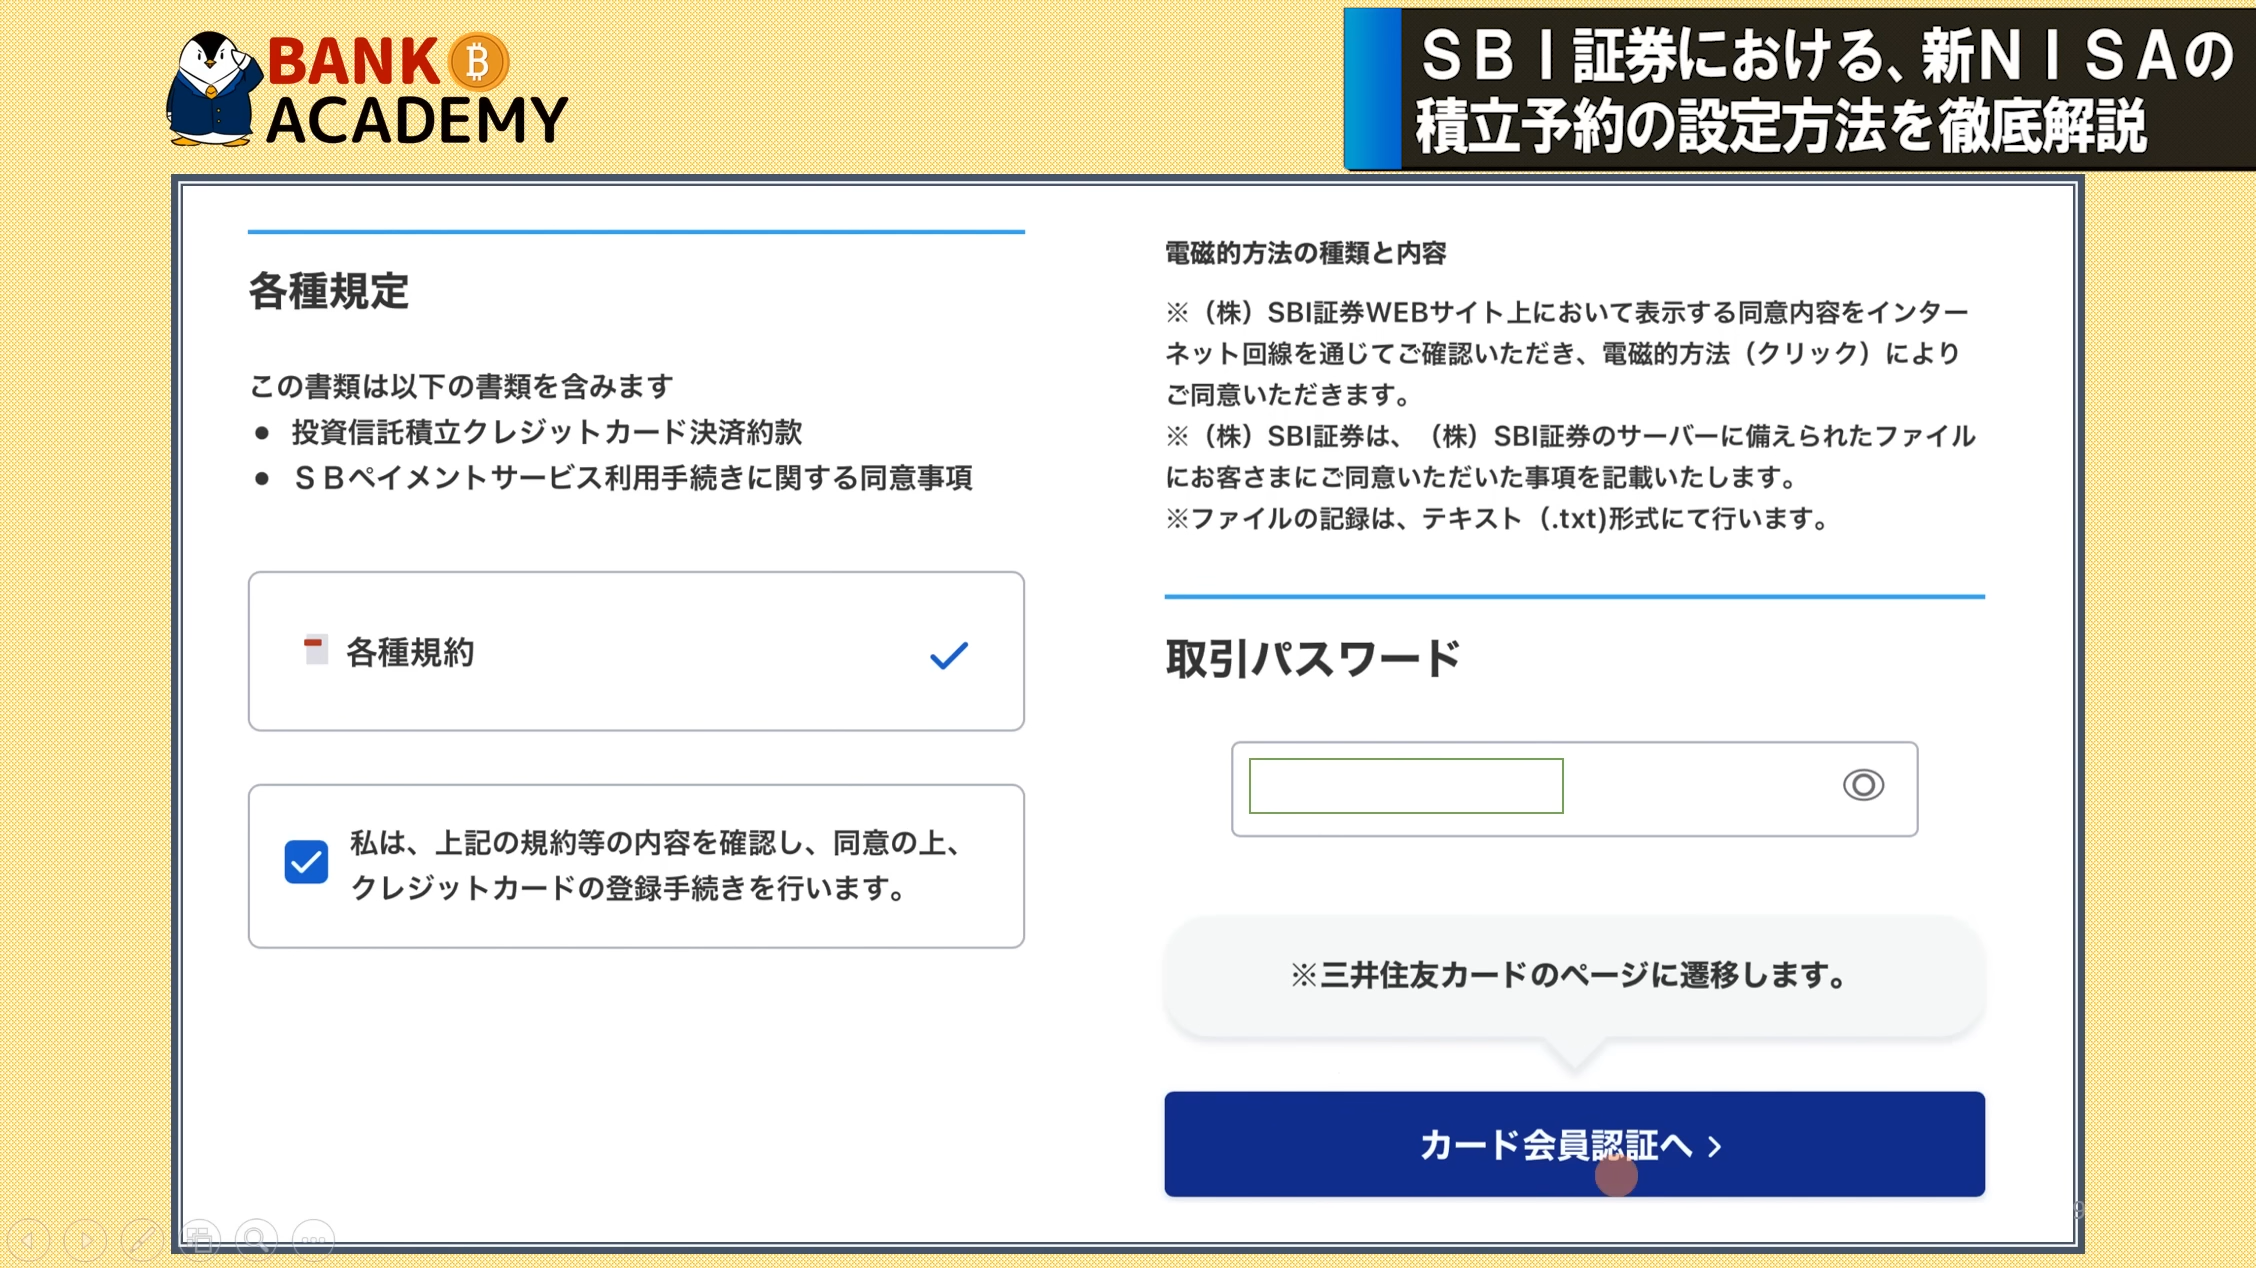 BANK
ACADEMY
ＳＢＩ証券における、新ＮＩＳＡの
積立予約の設定方法を徹底解説
各種規定
この書類は以下の書類を含みます
● 投資信託積立クレジットカード決済約款
● ＳＢペイメントサービス利用手続きに関する同意事項
各種規約
私は、上記の規約等の内容を確認し、同意の上、
クレジットカードの登録手続きを行います。
電磁的方法の種類と内容
※（株）SBI証券WEBサイト上において表示する同意内容をインター
ネット回線を通じてご確認いただき、電磁的方法（クリック）により
ご同意いただきます。
※（株）SBI証券は、（株）SBI証券のサーバーに備えられたファイル
にお客さまにご同意いただいた事項を記載いたします。
※ファイルの記録は、テキスト（.txt)形式にて行います。
取引パスワード
※三井住友カードのページに遷移します。
カード会員認証へ >
9